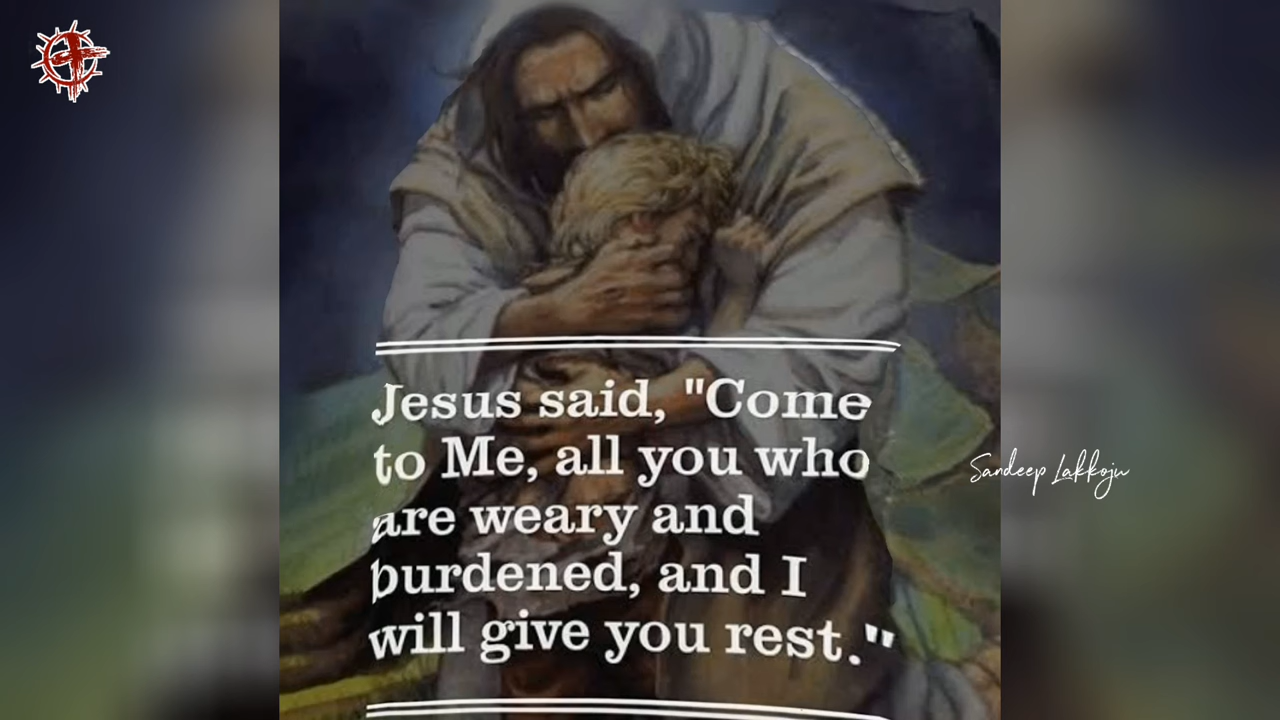 Jesus said, "Come
to Me, all you who
are weary and
burdened, and I
will give you rest."
Sandeep Lakkoju